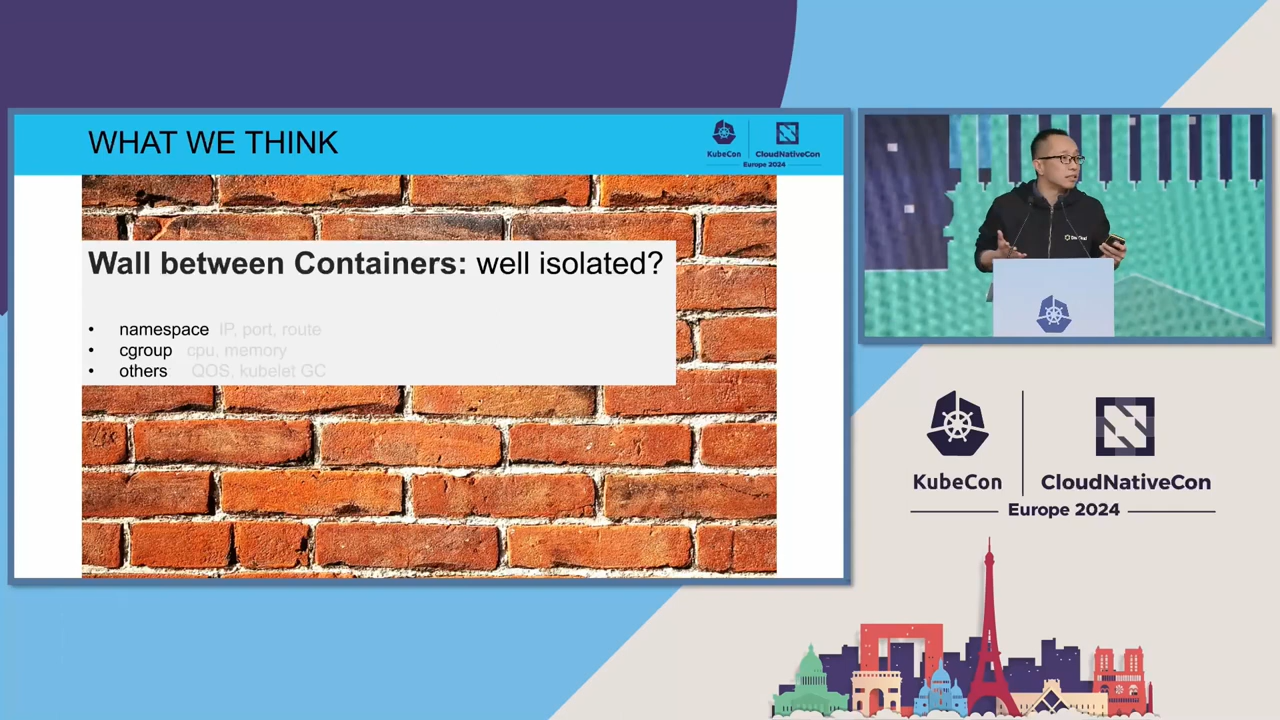 WHAT WE THINK
KubeCon
CloudNativeCon
Europe 2024
Wall between Containers: well isolated?
• namespace IP, port, route
• cgroup cpu, memory
• others QOS, kubelet GC
KubeCon
CloudNativeCon
Europe 2024